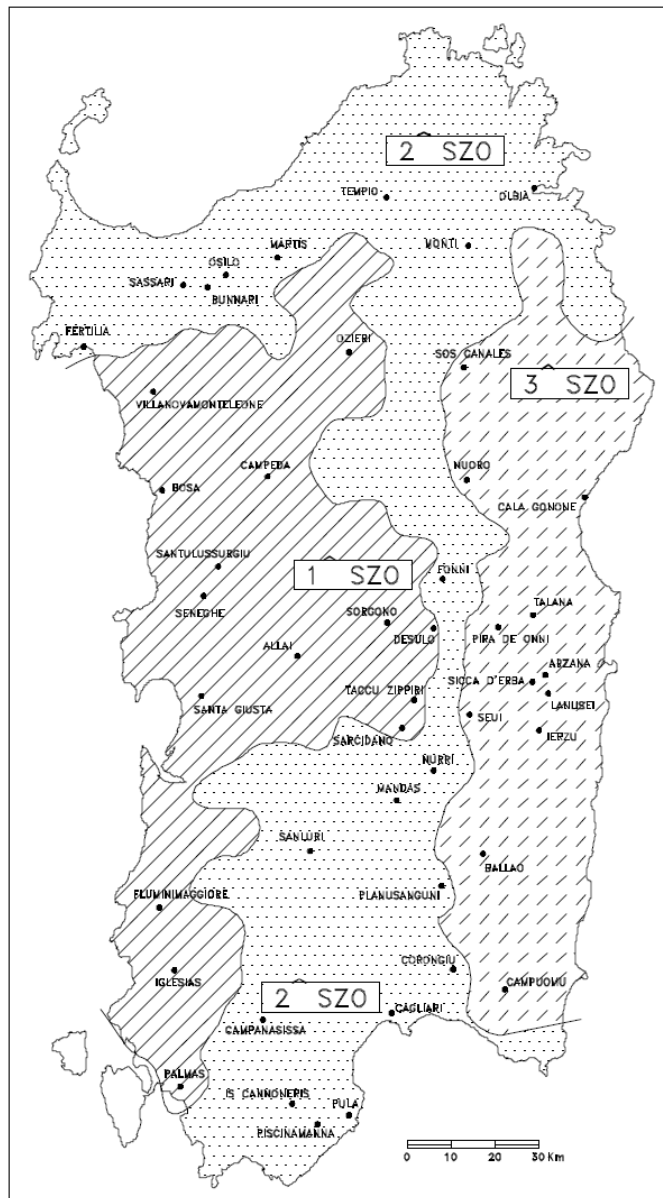 2^ SZO
TEMPIO
OLBIA
MONTI
MARTIS
OSILO
SASSARI
BUNNARI
FERTILIA
OZIERI
SOS CANALES
3^ SZO
VILLANOVAMONTELEONE
CAMPEDA
NUORO
BOSA
CALA GONONE
SANTULUSSURGIU
1^ SZO
FONNI
SENEGHE
SORGONO
TALANA
DESULO
PIRA DE ONNI
ALLAI
ARZANA
SICCA D'ERBA
TACCU ZIPPIRI
LANUSEI
SANTA GIUSTA
SEUI
SARCIDANO
IERZU
NURRI
MANDAS
SANLURI
BALLAO
PLANUSANGUNI
FLUMINIMAGGIORE
CORONGIU
IGLESIAS
CAMPUOMU
2^ SZO
CAGLIARI
CAMPANASISSA
PALMAS
IS CANNONERIS
PULA
PISCINAMANNA
0 10 20 30 Km